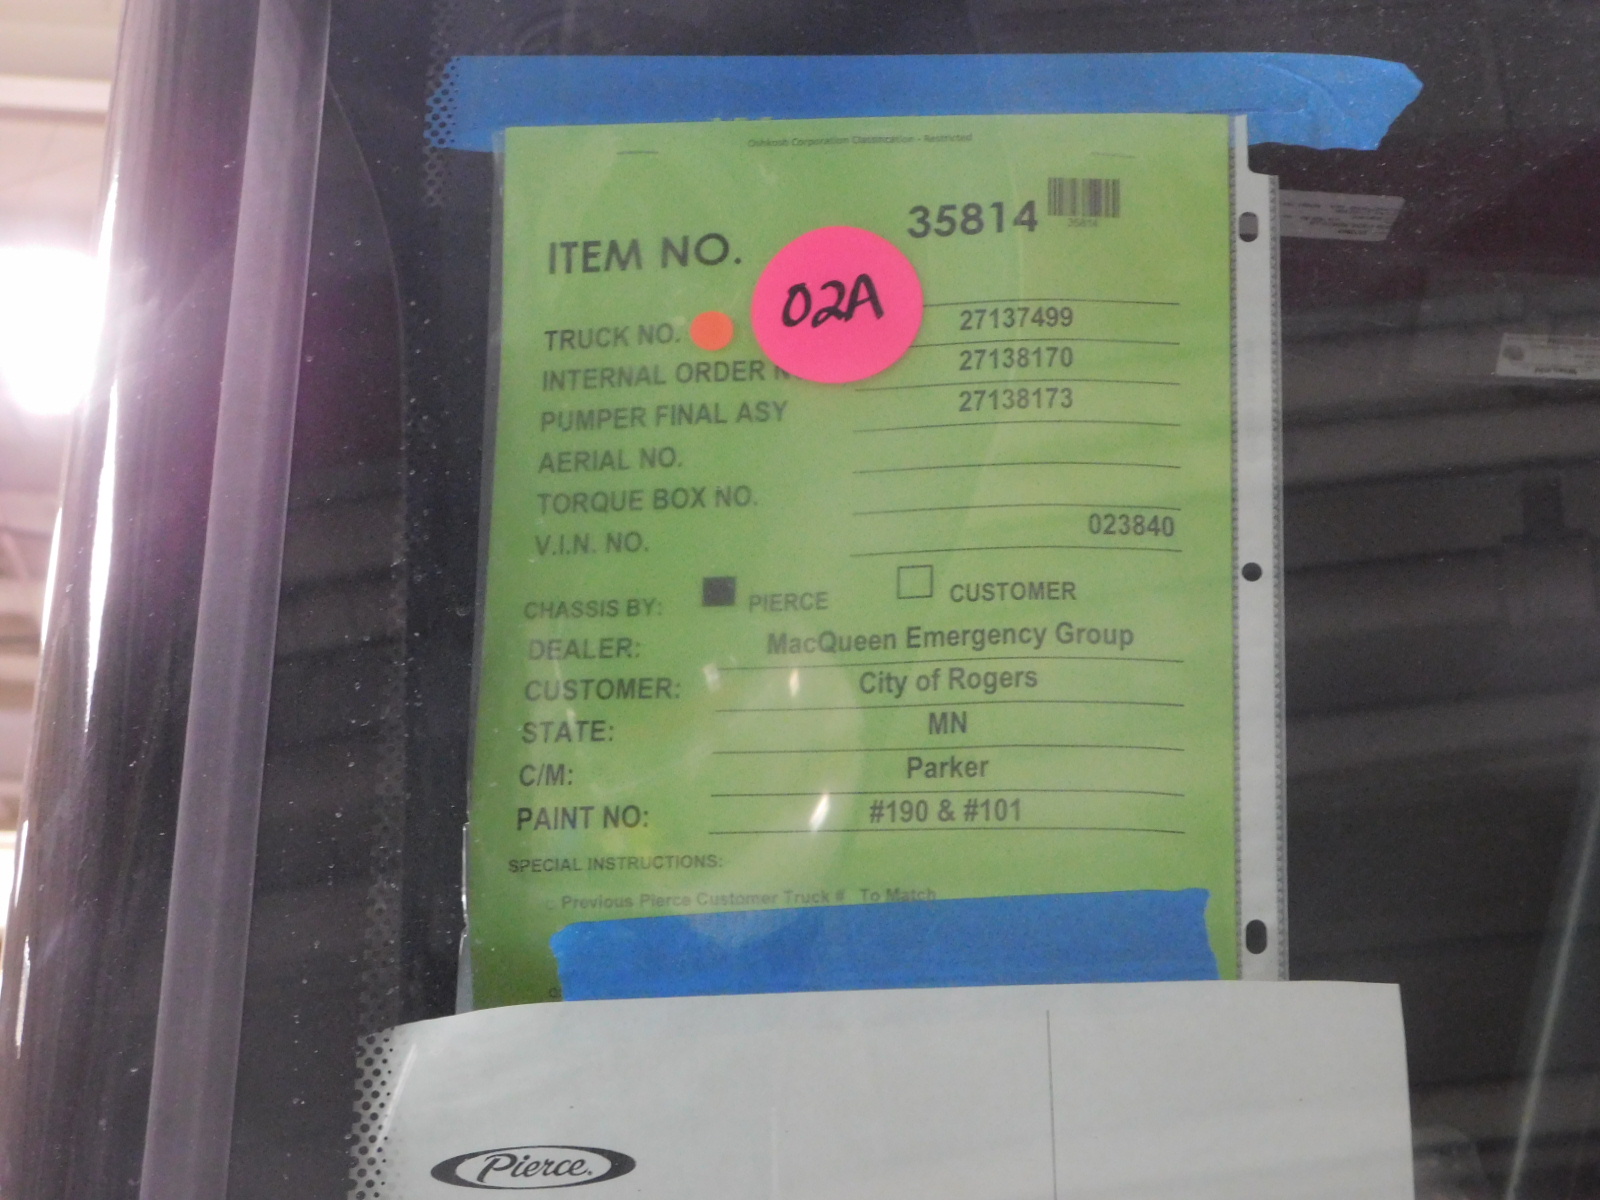 Oshkosh Corporation Classification - Restricted
ITEM NO. 35814
35814
02A
TRUCK NO. 27137499
INTERNAL ORDER 27138170
PUMPER FINAL ASY 27138173
AERIAL NO.
TORQUE BOX NO.
V.I.N. NO. 023840
CHASSIS BY: PIERCE CUSTOMER
DEALER: MacQueen Emergency Group
CUSTOMER: City of Rogers
STATE: MN
C/M: Parker
PAINT NO: #190 & #101
SPECIAL INSTRUCTIONS:
Previous Pierce Customer Truck # To Match
Pierce.